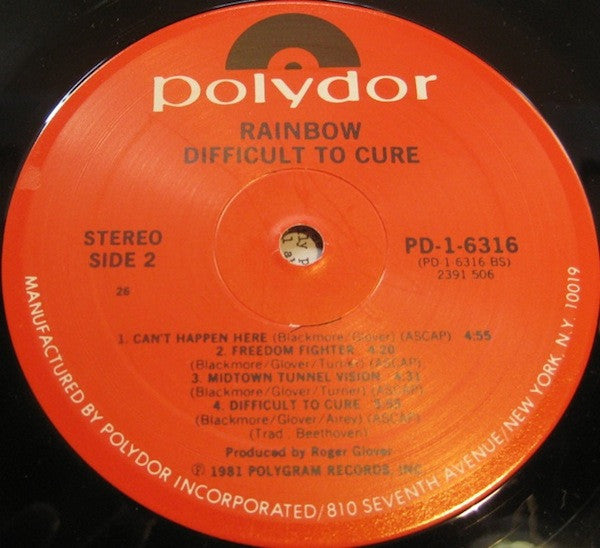 polydor
RAINBOW
DIFFICULT TO CURE
STEREO
SIDE 2
26
PD-1-6316
(PD 1 6316 BS)
2391 506
1. CAN'T HAPPEN HERE (Blackmore/Glover) (ASCAP) 4:55
2. FREEDOM FIGHTER 4:20
(Blackmore/Glover/Turner) (ASCAP)
3. MIDTOWN TUNNEL VISION 4:31
(Blackmore/Glover/Turner) (ASCAP)
4. DIFFICULT TO CURE
(Blackmore/Glover/Airey) (ASCAP)
(Trad. Beethoven)
Produced by Roger Glover
℗ 1981 POLYGRAM RECORDS, INC.
MANUFACTURED BY POLYDOR INCORPORATED/810 SEVENTH AVENUE/NEW YORK, N.Y. 10019